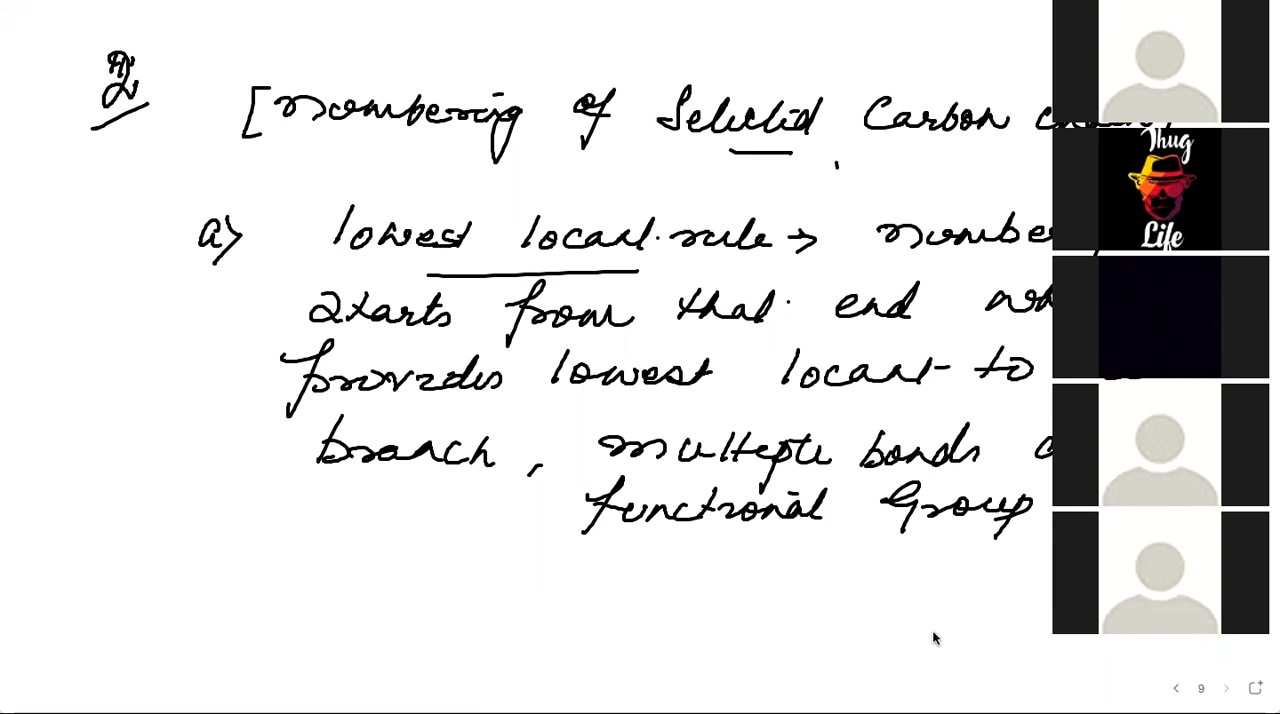 2)
[Numbering of Selected Carbon
a) lowest locant rule → number
starts from that end
provides lowest locant to
branch, multiple bonds
functional Group
Thug
Life
9